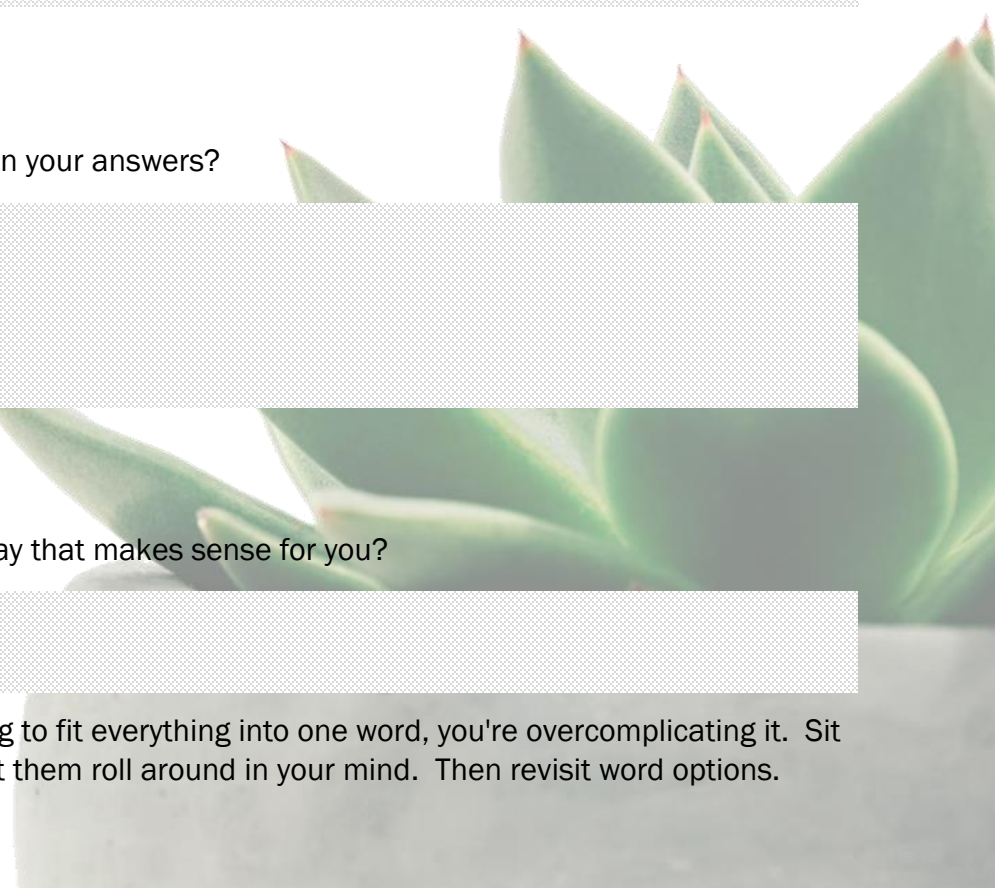 n your answers?
ay that makes sense for you?
g to fit everything into one word, you're overcomplicating it.  Sit
t them roll around in your mind.  Then revisit word options.